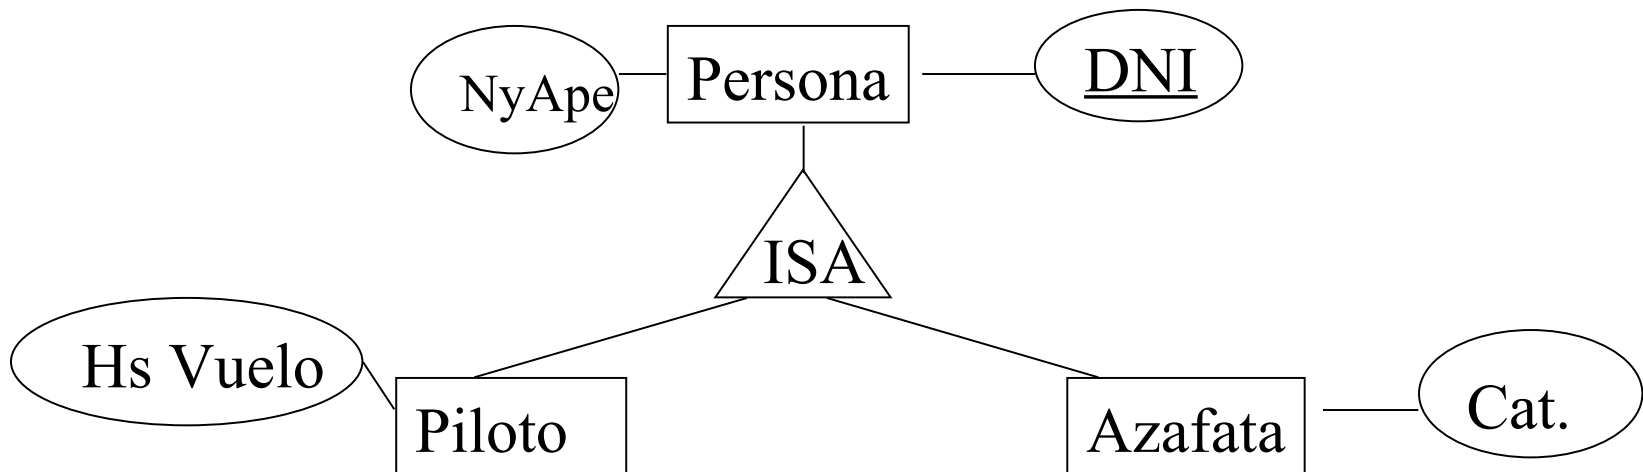 NyApe
Persona
DNI
ISA
Hs Vuelo
Piloto
Azafata
Cat.